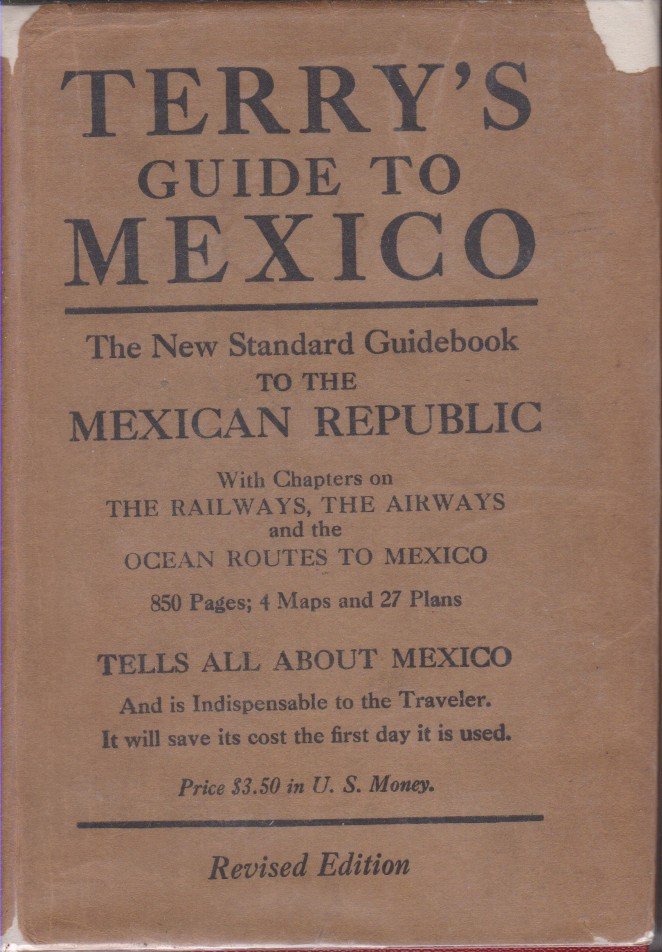 TERRY'S
GUIDE TO
MEXICO
The New Standard Guidebook
TO THE
MEXICAN REPUBLIC
With Chapters on
THE RAILWAYS, THE AIRWAYS
and the
OCEAN ROUTES TO MEXICO
850 Pages; 4 Maps and 27 Plans
TELLS ALL ABOUT MEXICO
And is Indispensable to the Traveler.
It will save its cost the first day it is used.
Price $3.50 in U. S. Money.
Revised Edition